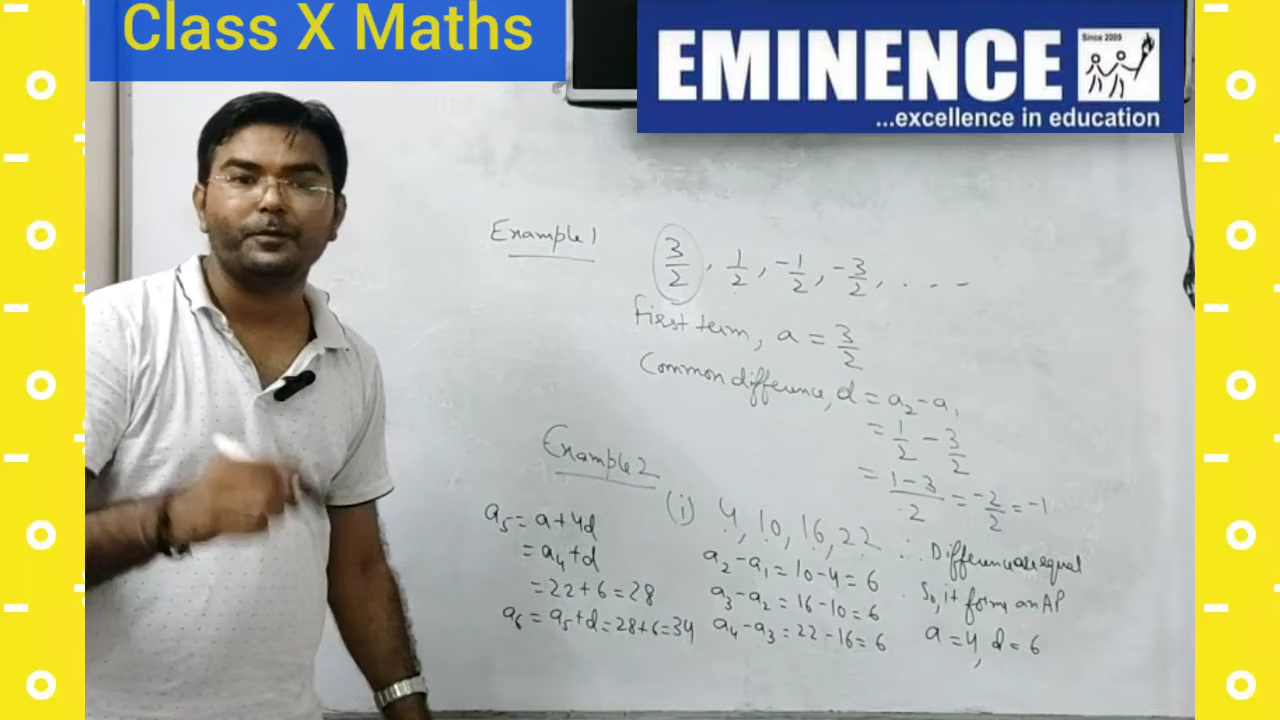 Class X Maths
EMINENCE
Since 2009
...excellence in education
Example 1
3/2, 1/2, -1/2, -3/2, . . . -
First term, a = 3/2
Common difference, d = a₂ - a₁
= 1/2 - 3/2
= (1-3)/2 = -2/2 = -1
Example 2
(i) 4, 10, 16, 22
a₂ - a₁ = 10 - 4 = 6
a₃ - a₂ = 16 - 10 = 6
a₄ - a₃ = 22 - 16 = 6
∴ Difference are equal
So, it forms an AP
a = 4, d = 6
a₅ = a + 4d
= a₄ + d
= 22 + 6 = 28
a₆ = a₅ + d = 28 + 6 = 34